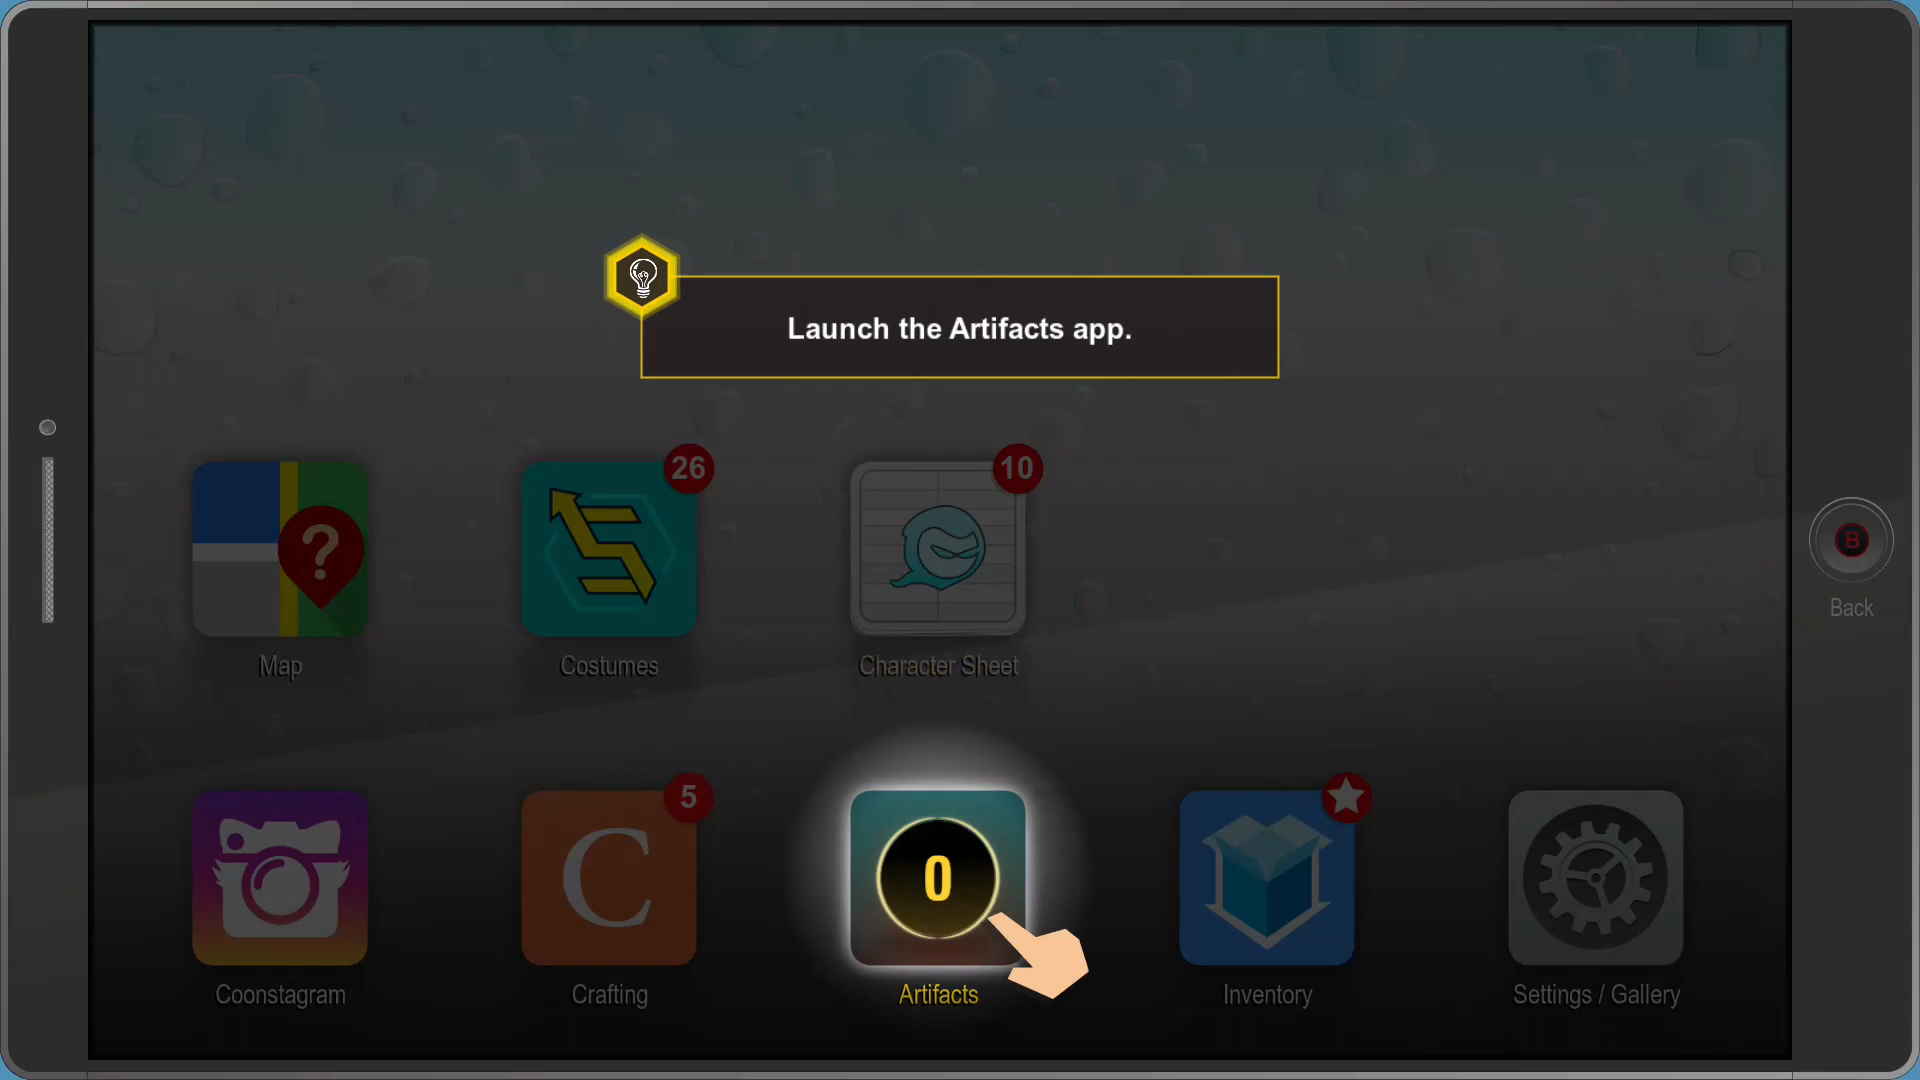 Launch the Artifacts app.
26
10
?
B
Map
Costumes
Character Sheet
Back
5
C
0
Coonstagram
Crafting
Artifacts
Inventory
Settings / Gallery